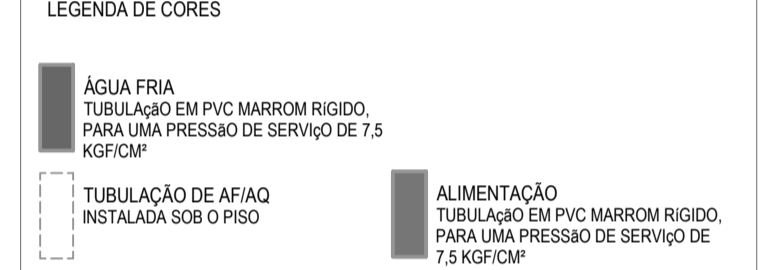 LEGENDA DE CORES
ÁGUA FRIA
TUBULAçãO EM PVC MARROM RíGIDO,
PARA UMA PRESSãO DE SERVIçO DE 7,5
KGF/CM²
TUBULAÇÃO DE AF/AQ
INSTALADA SOB O PISO
ALIMENTAÇÃO
TUBULAçãO EM PVC MARROM RíGIDO,
PARA UMA PRESSãO DE SERVIçO DE
7,5 KGF/CM²